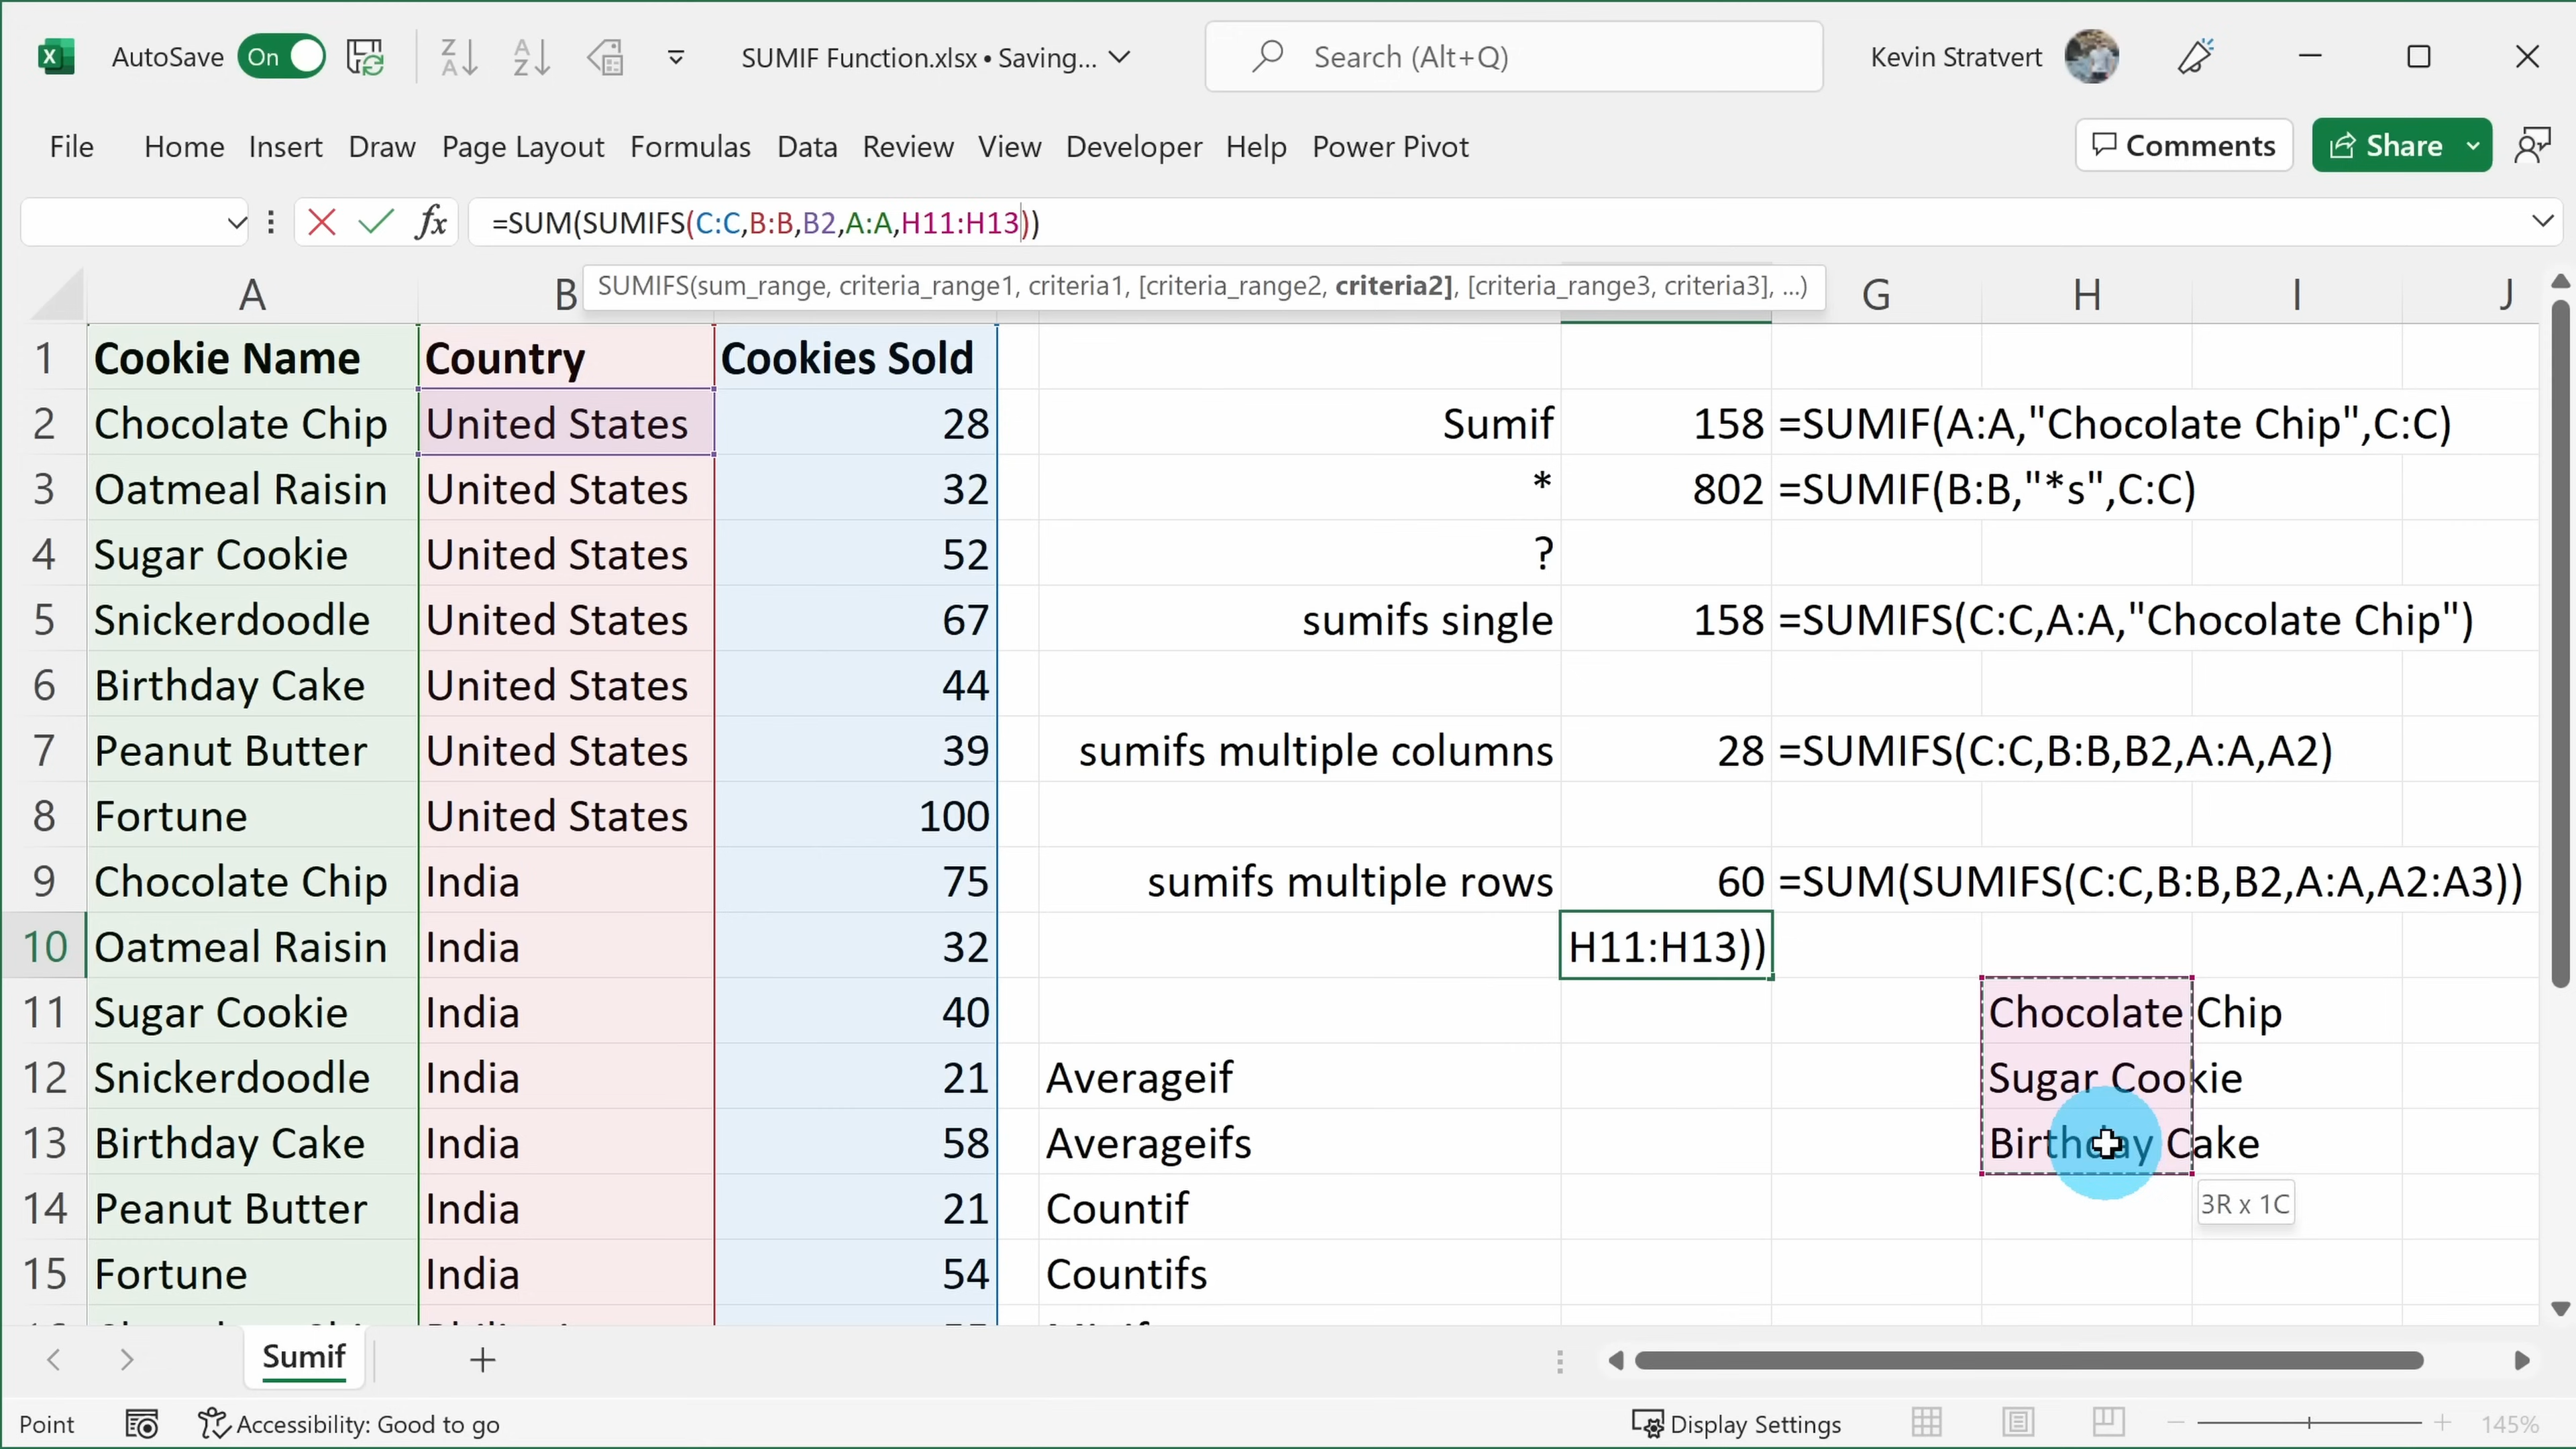 AutoSave On SUMIF Function.xlsx • Saving... Search (Alt+Q) Kevin Stratvert
File Home Insert Draw Page Layout Formulas Data Review View Developer Help Power Pivot Comments Share
fx =SUM(SUMIFS(C:C,B:B,B2,A:A,H11:H13))
SUMIFS(sum_range, criteria_range1, criteria1, [criteria_range2, criteria2], [criteria_range3, criteria3], ...)
A B G H I J
1 Cookie Name Country Cookies Sold
2 Chocolate Chip United States 28 Sumif 158 =SUMIF(A:A,"Chocolate Chip",C:C)
3 Oatmeal Raisin United States 32 * 802 =SUMIF(B:B,"*s",C:C)
4 Sugar Cookie United States 52 ?
5 Snickerdoodle United States 67 sumifs single 158 =SUMIFS(C:C,A:A,"Chocolate Chip")
6 Birthday Cake United States 44
7 Peanut Butter United States 39 sumifs multiple columns 28 =SUMIFS(C:C,B:B,B2,A:A,A2)
8 Fortune United States 100
9 Chocolate Chip India 75 sumifs multiple rows 60 =SUM(SUMIFS(C:C,B:B,B2,A:A,A2:A3))
10 Oatmeal Raisin India 32 H11:H13))
11 Sugar Cookie India 40 Chocolate Chip
12 Snickerdoodle India 21 Averageif Sugar Cookie
13 Birthday Cake India 58 Averageifs Birthday Cake
14 Peanut Butter India 21 Countif 3R x 1C
15 Fortune India 54 Countifs
Sumif
Point Accessibility: Good to go Display Settings 145%